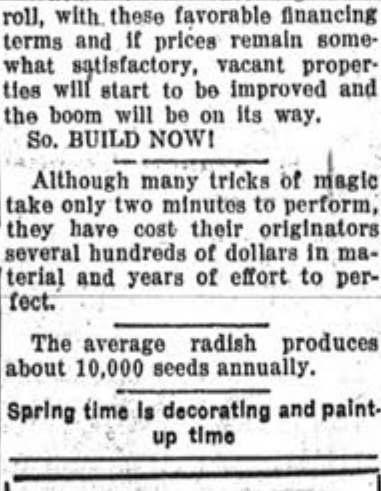 roll, with these favorable financing
terms and if prices remain some-
what satisfactory, vacant proper-
ties will start to be improved and
the boom will be on its way.
So. BUILD NOW!
Although many tricks of magic
take only two minutes to perform,
they have cost their originators
several hundreds of dollars in ma-
terial and years of effort to per-
fect.
The average radish produces
about 10,000 seeds annually.
Spring time is decorating and paint-
up time